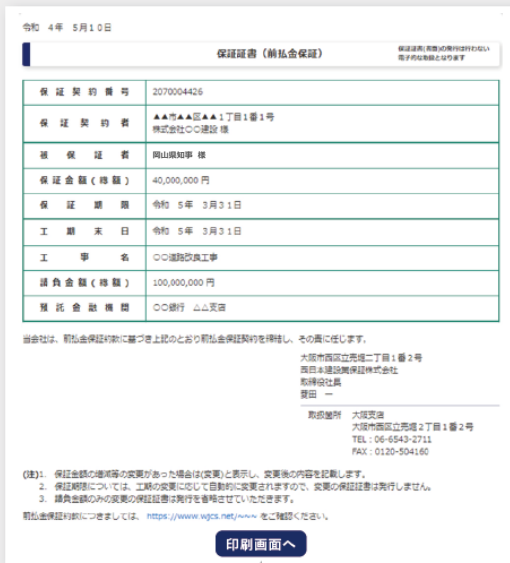 令和 4年 5月10日
保証証書(前払金保証)
保証証書(書面)の発行は行わない
電子的な勧誘となります
保証契約番号 2070004426
保証契約者 ▲▲市▲▲区▲▲1丁目1番1号
株式会社○○建設 様
被保証者 岡山県知事 様
保証金額(総額) 40,000,000 円
保証期限 令和 5年 3月31日
工期末日 令和 5年 3月31日
工事名 ○○道路改良工事
請負金額(総額) 100,000,000 円
預託金融機関 ○○銀行 △△支店
当会社は、前払金保証約款に基づき上記のとおり前払金保証契約を締結し、その責に任じます。
大阪市西区立売堀二丁目1番2号
西日本建設業保証株式会社
取締役社長
菱田 一
取扱箇所 大阪支店
大阪市西区立売堀2丁目1番2号
TEL:06-6543-2711
FAX:0120-504160
(注)1. 保証金額の増減等の変更があった場合は(変更)と表示し、変更後の内容を記載します。
2. 保証期限については、工期の変更に応じて自動的に変更されますので、変更の保証証書は発行しません。
3. 請負金額のみの変更の保証証書は発行を省略させていただきます。
前払金保証約款につきましては、 https://www.wjcs.net/~~~ をご確認ください。
印刷画面へ